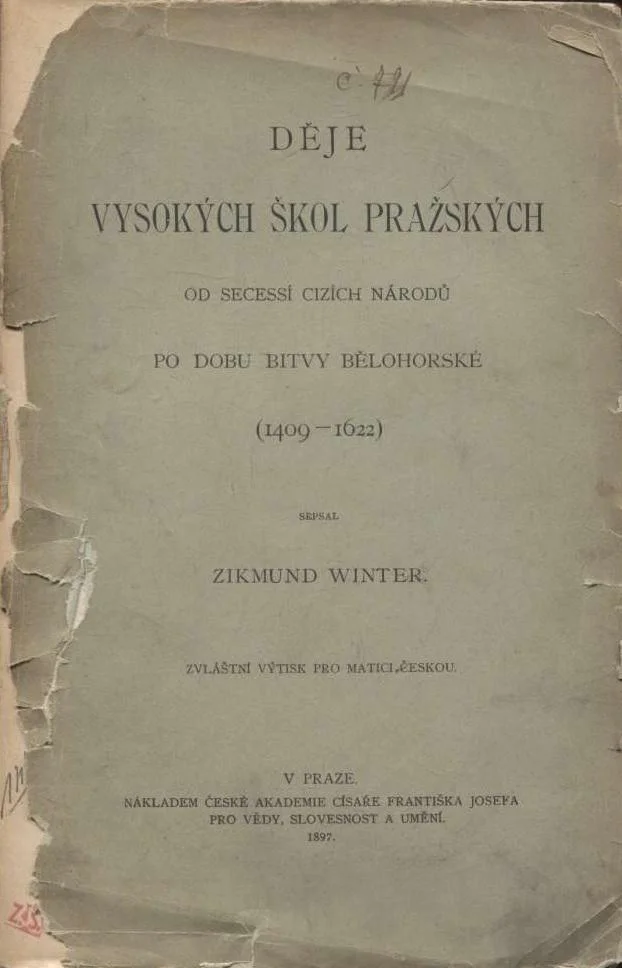 č. 721
DĚJE
VYSOKÝCH ŠKOL PRAŽSKÝCH
OD SECESSÍ CIZÍCH NÁRODŮ
PO DOBU BITVY BĚLOHORSKÉ
(1409—1622)
SEPSAL
ZIKMUND WINTER.
ZVLÁŠTNÍ VÝTISK PRO MATICI ČESKOU.
V PRAZE.
NÁKLADEM ČESKÉ AKADEMIE CÍSAŘE FRANTIŠKA JOSEFA
PRO VĚDY, SLOVESNOST A UMĚNÍ.
1897.